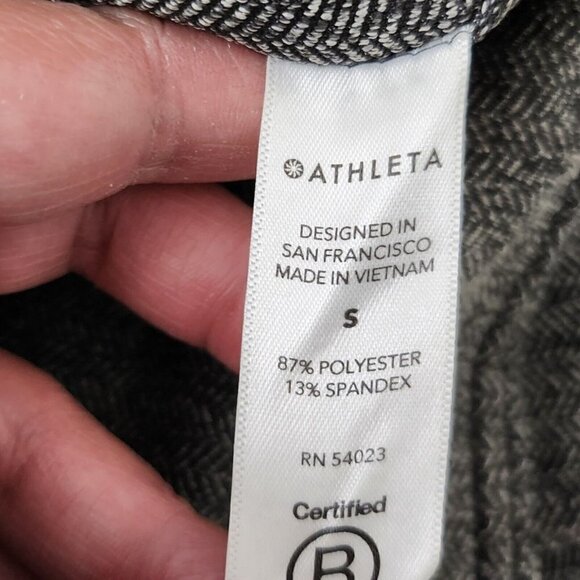 ATHLETA
DESIGNED IN
SAN FRANCISCO
MADE IN VIETNAM
S
87% POLYESTER
13% SPANDEX
RN 54023
Certified
B